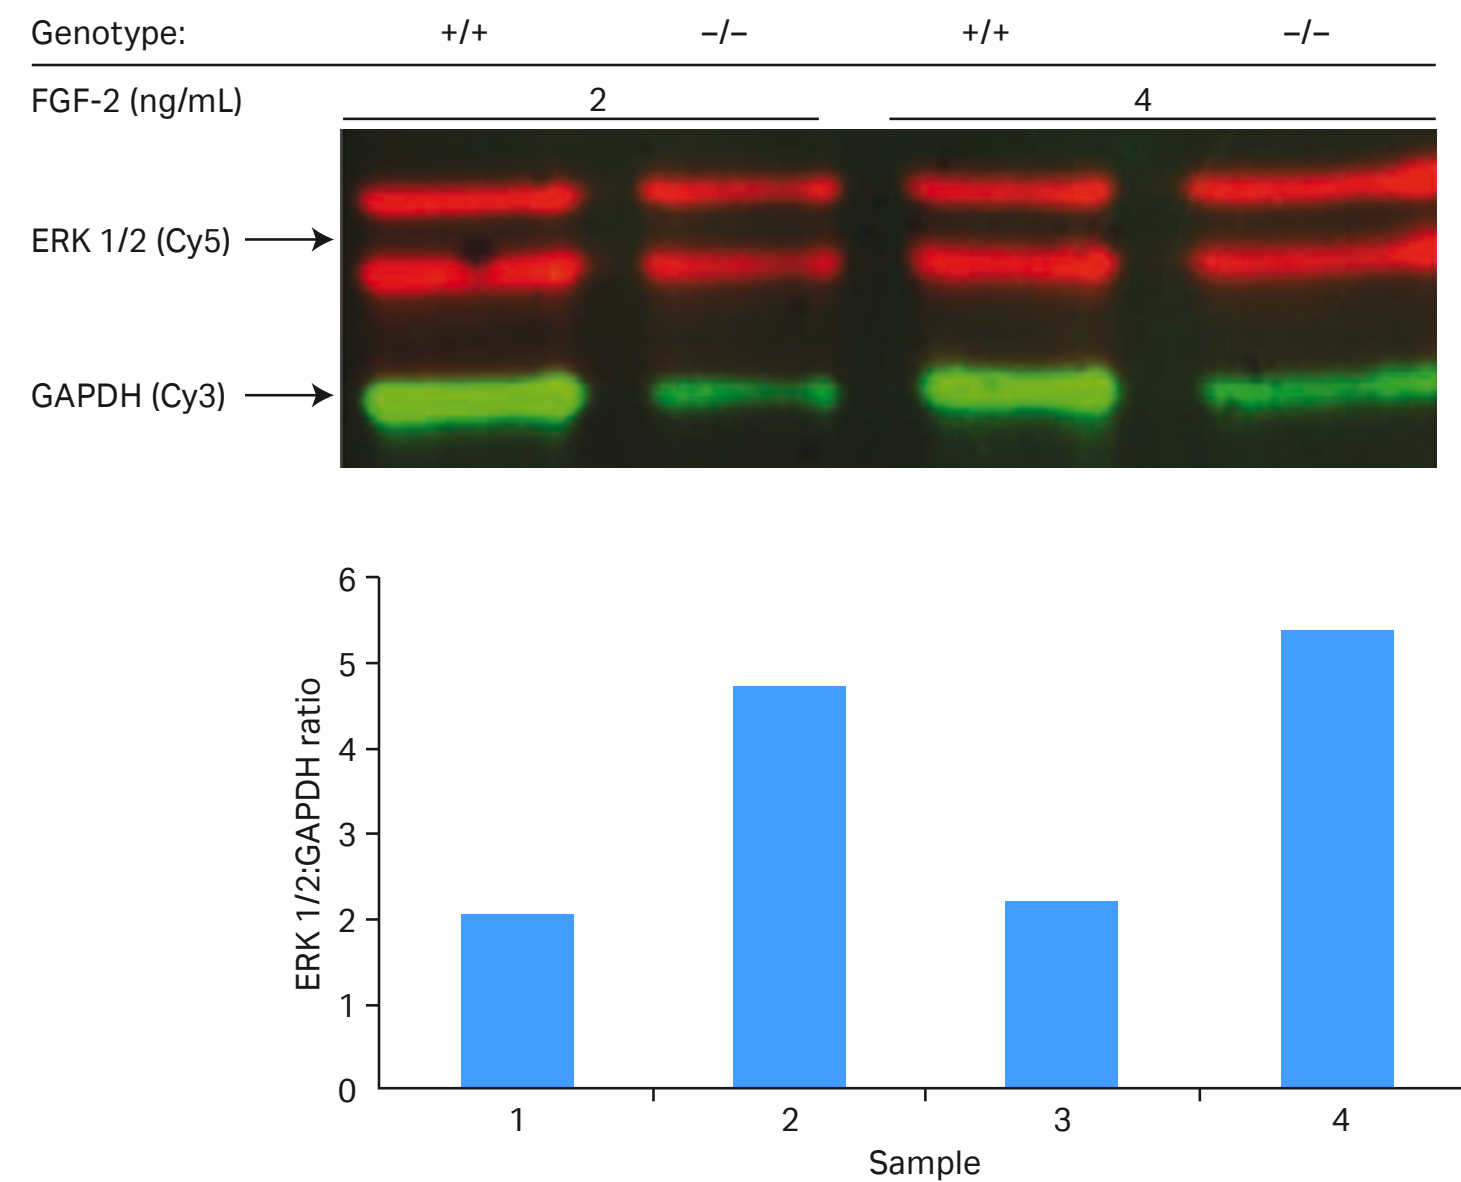 Genotype: +/+ –/– +/+ –/–
FGF-2 (ng/mL) 2 4
ERK 1/2 (Cy5)
GAPDH (Cy3)
6
5
4
3
2
1
0
ERK 1/2:GAPDH ratio
1 2 3 4
Sample